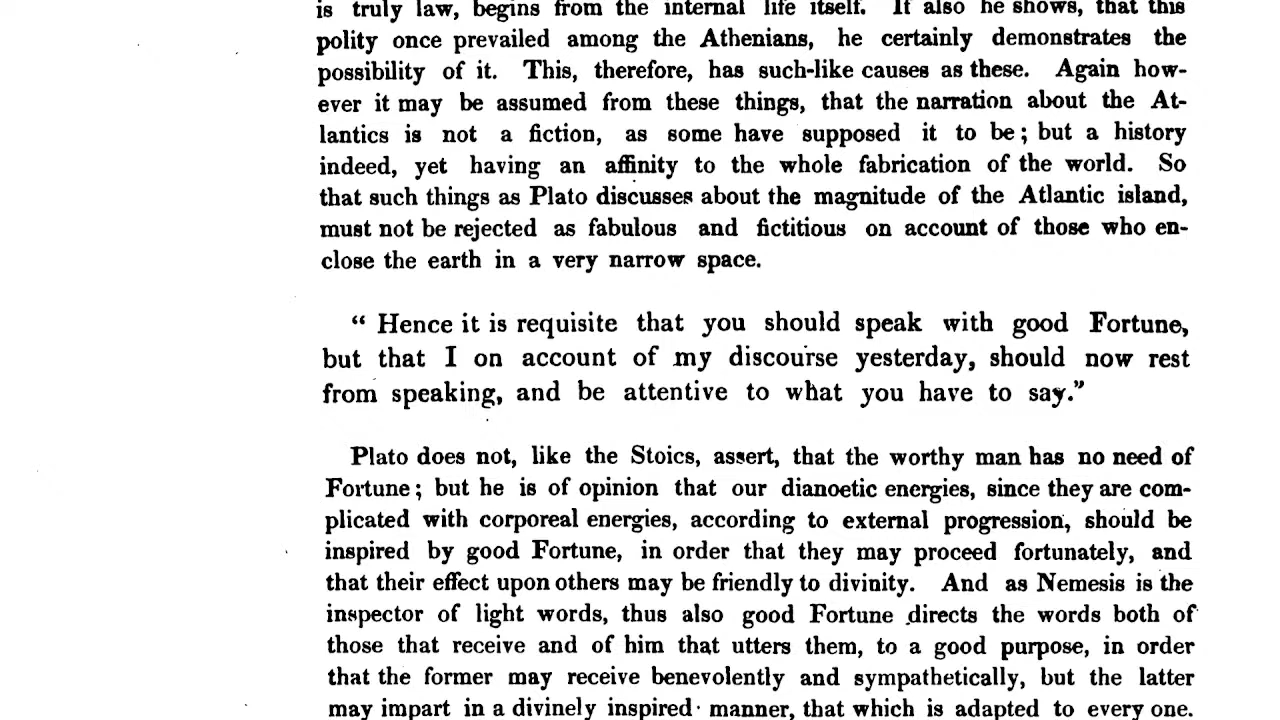 is truly law, begins from the internal life itself. If also he shows, that this
polity once prevailed among the Athenians, he certainly demonstrates the
possibility of it. This, therefore, has such-like causes as these. Again how-
ever it may be assumed from these things, that the narration about the At-
lantics is not a fiction, as some have supposed it to be; but a history
indeed, yet having an affinity to the whole fabrication of the world. So
that such things as Plato discusses about the magnitude of the Atlantic island,
must not be rejected as fabulous and fictitious on account of those who en-
close the earth in a very narrow space.
“ Hence it is requisite that you should speak with good Fortune,
but that I on account of my discourse yesterday, should now rest
from speaking, and be attentive to what you have to say.”
Plato does not, like the Stoics, assert, that the worthy man has no need of
Fortune; but he is of opinion that our dianoetic energies, since they are com-
plicated with corporeal energies, according to external progression, should be
inspired by good Fortune, in order that they may proceed fortunately, and
that their effect upon others may be friendly to divinity. And as Nemesis is the
inspector of light words, thus also good Fortune directs the words both of
those that receive and of him that utters them, to a good purpose, in order
that the former may receive benevolently and sympathetically, but the latter
may impart in a divinely inspired manner, that which is adapted to every one.